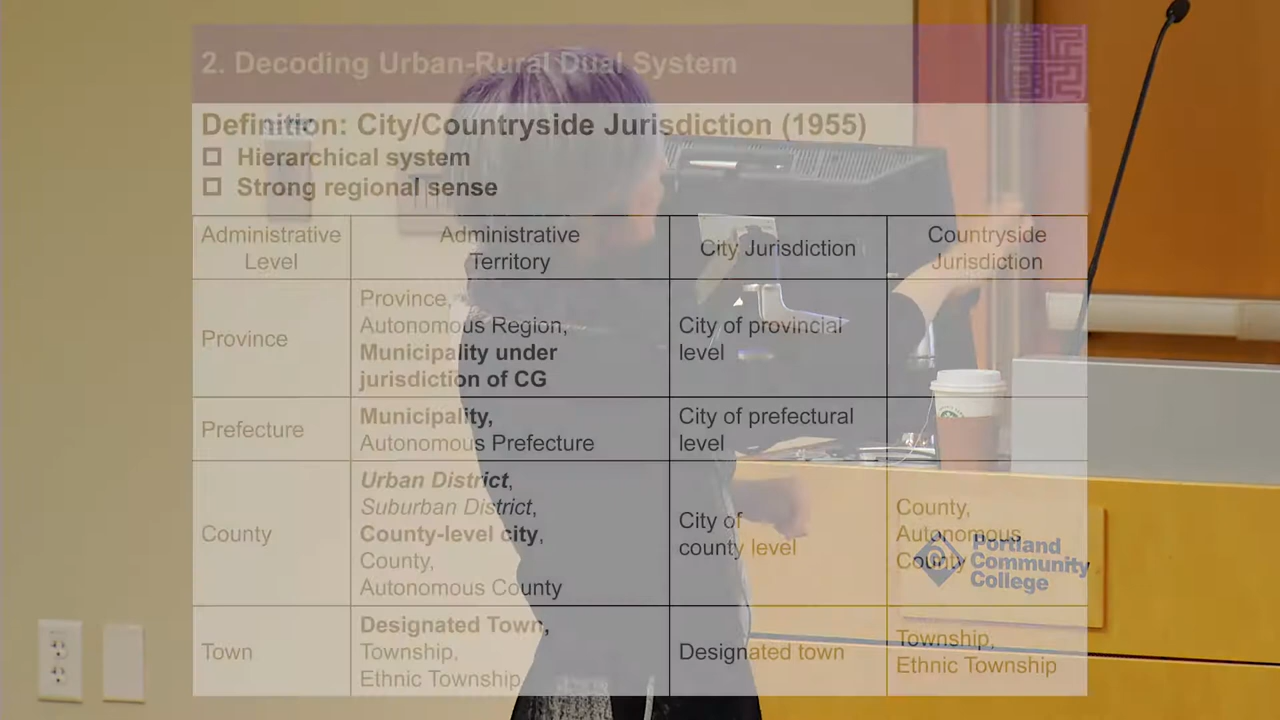 2. Decoding Urban-Rural Dual System
Definition: City/Countryside Jurisdiction (1955)
Hierarchical system
Strong regional sense
Administrative
Level
Administrative
Territory
City Jurisdiction
Countryside
Jurisdiction
Province
Province,
Autonomous Region,
Municipality under
jurisdiction of CG
City of provincial
level
Prefecture
Municipality,
Autonomous Prefecture
City of prefectural
level
County
Urban District,
Suburban District,
County-level city,
County,
Autonomous County
City of
county level
County,
Autonomous
County
Town
Designated Town,
Township,
Ethnic Township
Designated town
Township,
Ethnic Township
Portland
Community
College